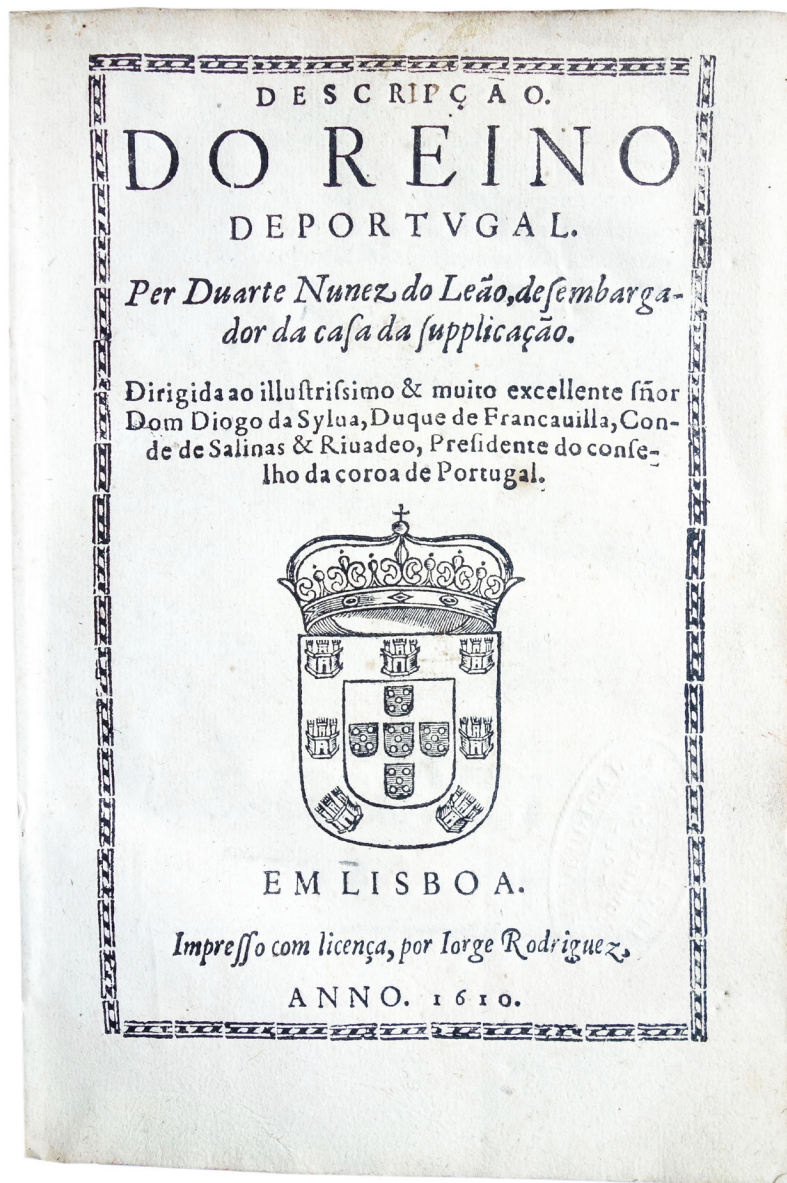 DESCRIPÇÃO.
DO REINO
DEPORTVGAL.
Per Duarte Nunez do Leão, deſembarga-
dor da caſa da ſupplicação.
Dirigida ao illuſtriſsimo & muito excellente ſñor
Dom Diogo da Sylua, Duque de Francauilla, Con-
de de Salinas & Riuadeo, Preſidente do conſe-
lho da coroa de Portugal.
EM LISBOA.
Impreſſo com licença, por Iorge Rodriguez,
ANNO. 1610.